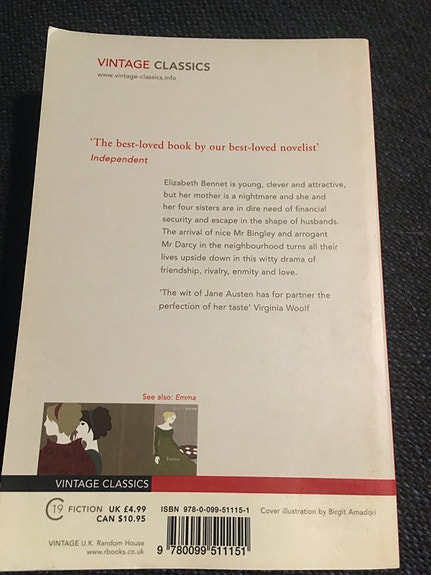 VINTAGE CLASSICS
www.vintage-classics.info
'The best-loved book by our best-loved novelist'
Independent
Elizabeth Bennet is young, clever and attractive,
but her mother is a nightmare and she and
her four sisters are in dire need of financial
security and escape in the shape of husbands.
The arrival of nice Mr Bingley and arrogant
Mr Darcy in the neighbourhood turns all their
lives upside down in this witty drama of
friendship, rivalry, enmity and love.
'The wit of Jane Austen has for partner the
perfection of her taste' Virginia Woolf
See also: Emma
Emma
VINTAGE CLASSICS
C19 FICTION UK £4.99
CAN $10.95
VINTAGE U.K. Random House
www.rbooks.co.uk
ISBN 978-0-099-51115-1
9 780099 511151
Cover illustration by Birgit Amadori